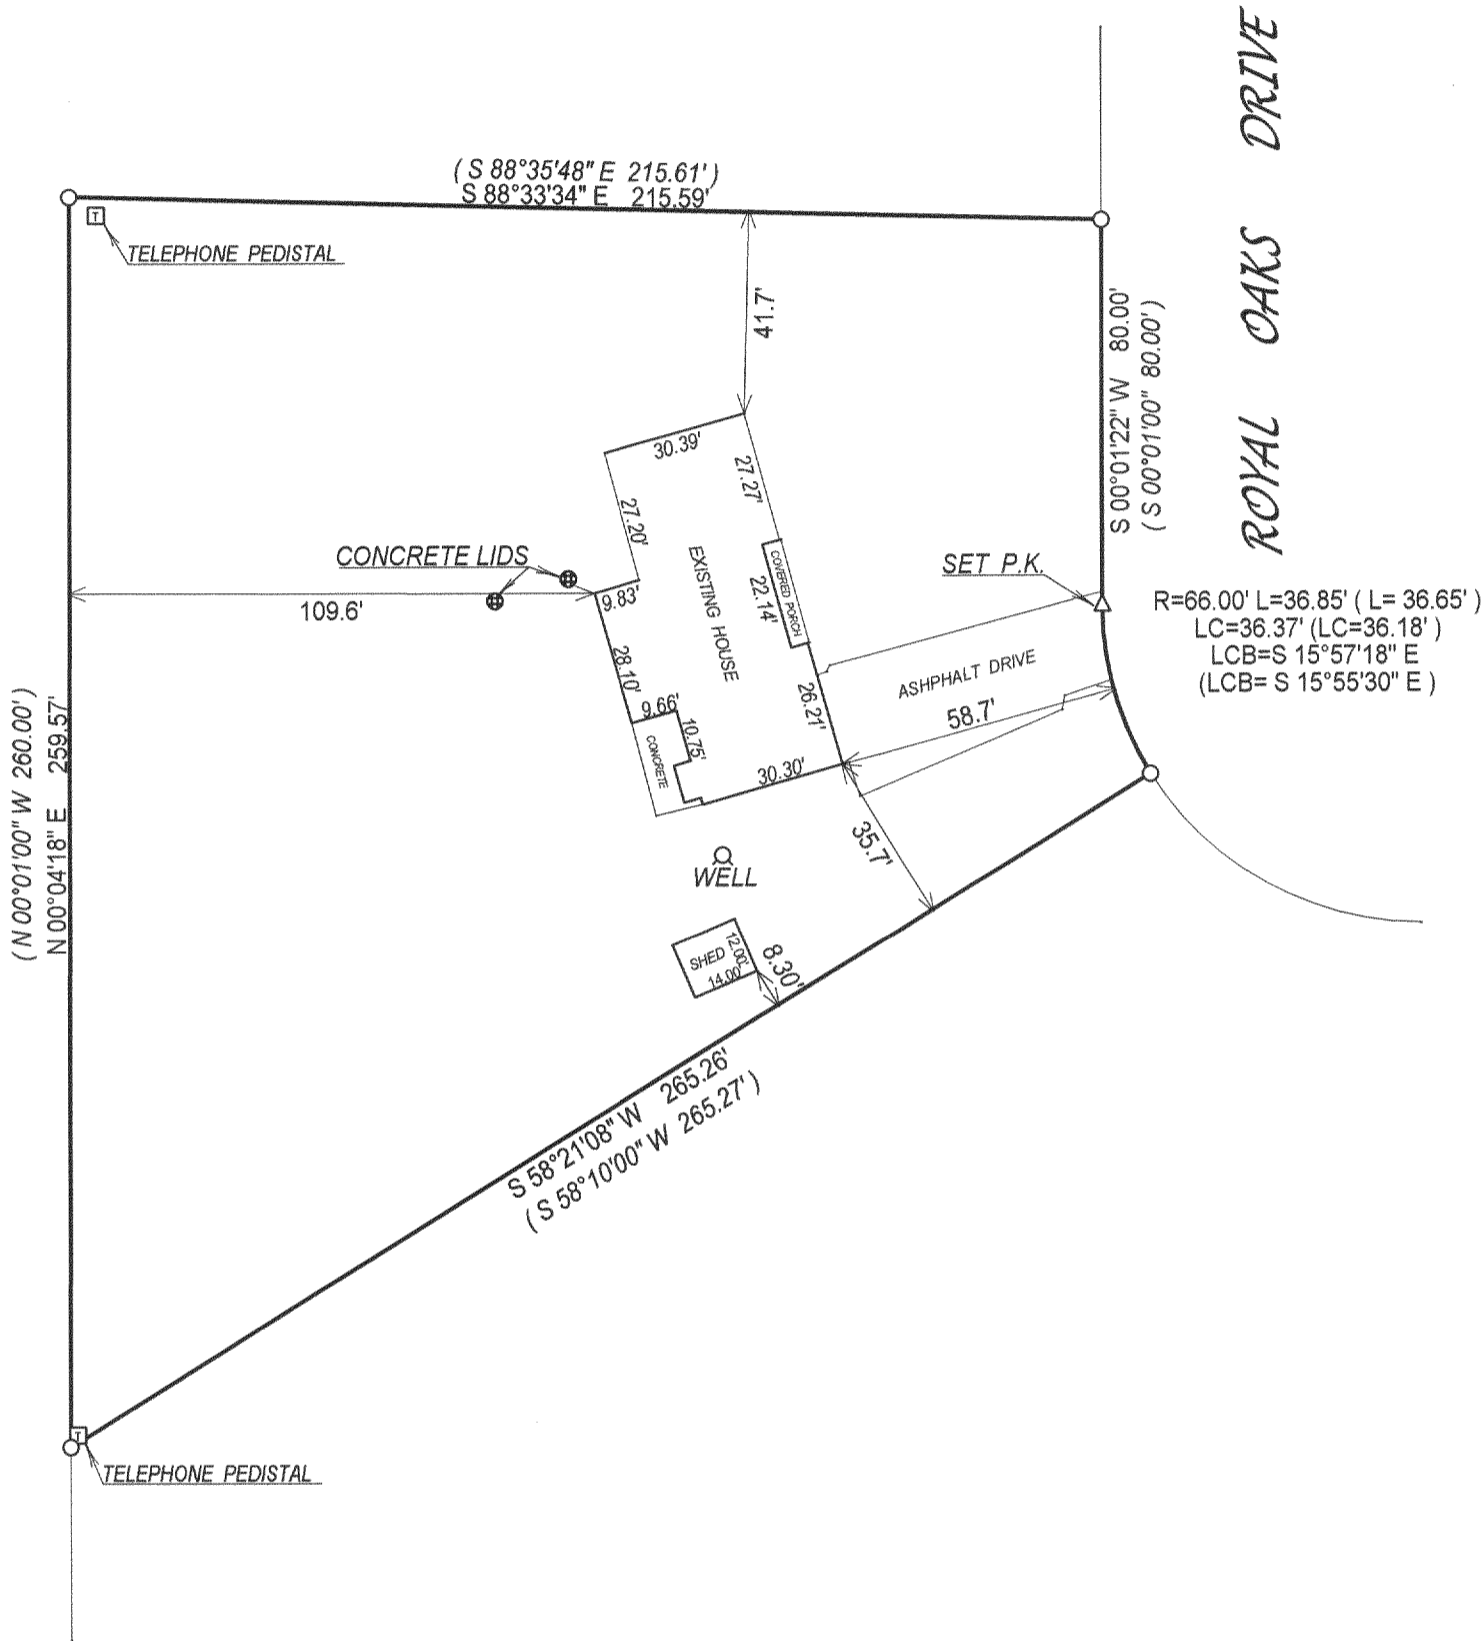 ( S 88°35'48" E 215.61' )
S 88°33'34" E 215.59'
T
TELEPHONE PEDISTAL
41.7'
S 00°01'22" W 80.00'
( S 00°01'00" 80.00' )
ROYAL OAKS DRIVE
30.39'
27.27'
27.20'
CONCRETE LIDS
109.6'
9.83'
EXISTING HOUSE
COVERED PORCH
22.14'
SET P.K.
R=66.00' L=36.85' ( L= 36.65' )
LC=36.37' (LC=36.18' )
LCB=S 15°57'18" E
(LCB= S 15°55'30" E )
28.10'
26.21'
ASHPHALT DRIVE
58.7'
9.66'
10.75'
CONCRETE
30.30'
35.7'
WELL
( N 00°01'00" W 260.00' )
N 00°04'18" E 259.57'
SHED
12.00'
14.00'
8.30"
S 58°21'08" W 265.26'
( S 58°10'00" W 265.27' )
T
TELEPHONE PEDISTAL